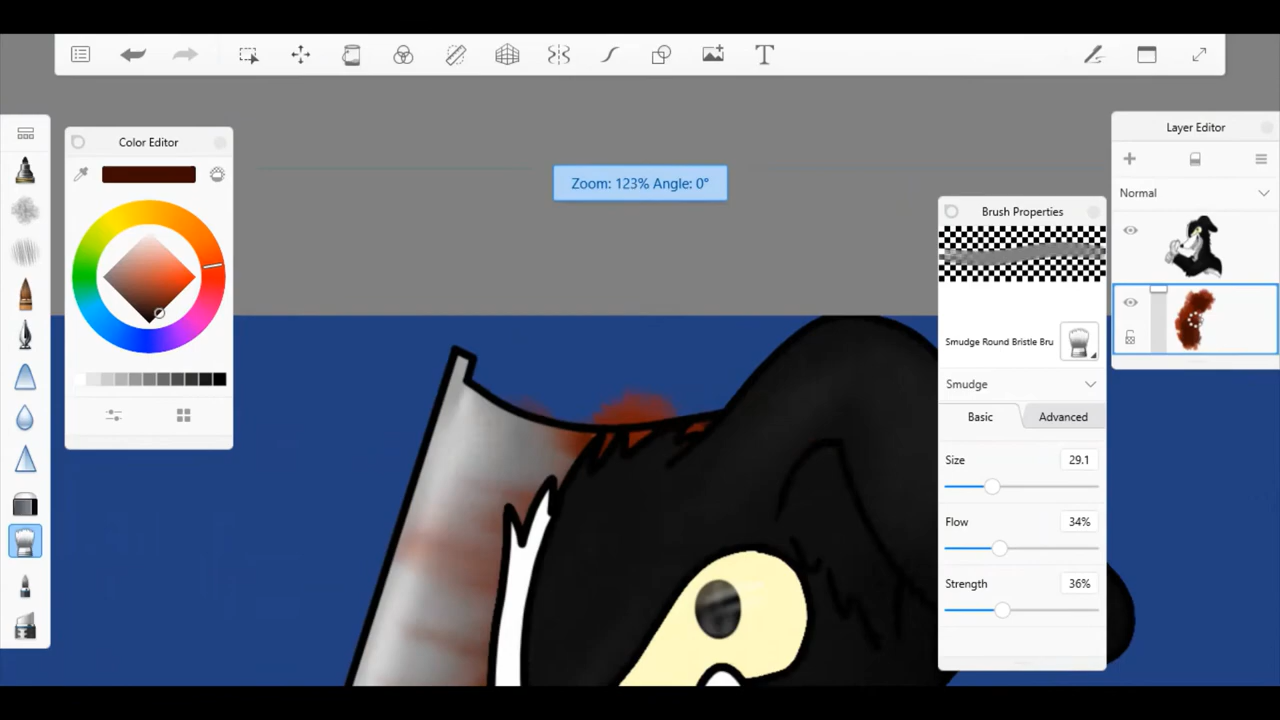 T
Color Editor
Zoom: 123% Angle: 0°
Layer Editor
Normal
Brush Properties
Smudge Round Bristle Bru
Smudge
Basic
Advanced
Size
29.1
Flow
34%
Strength
36%